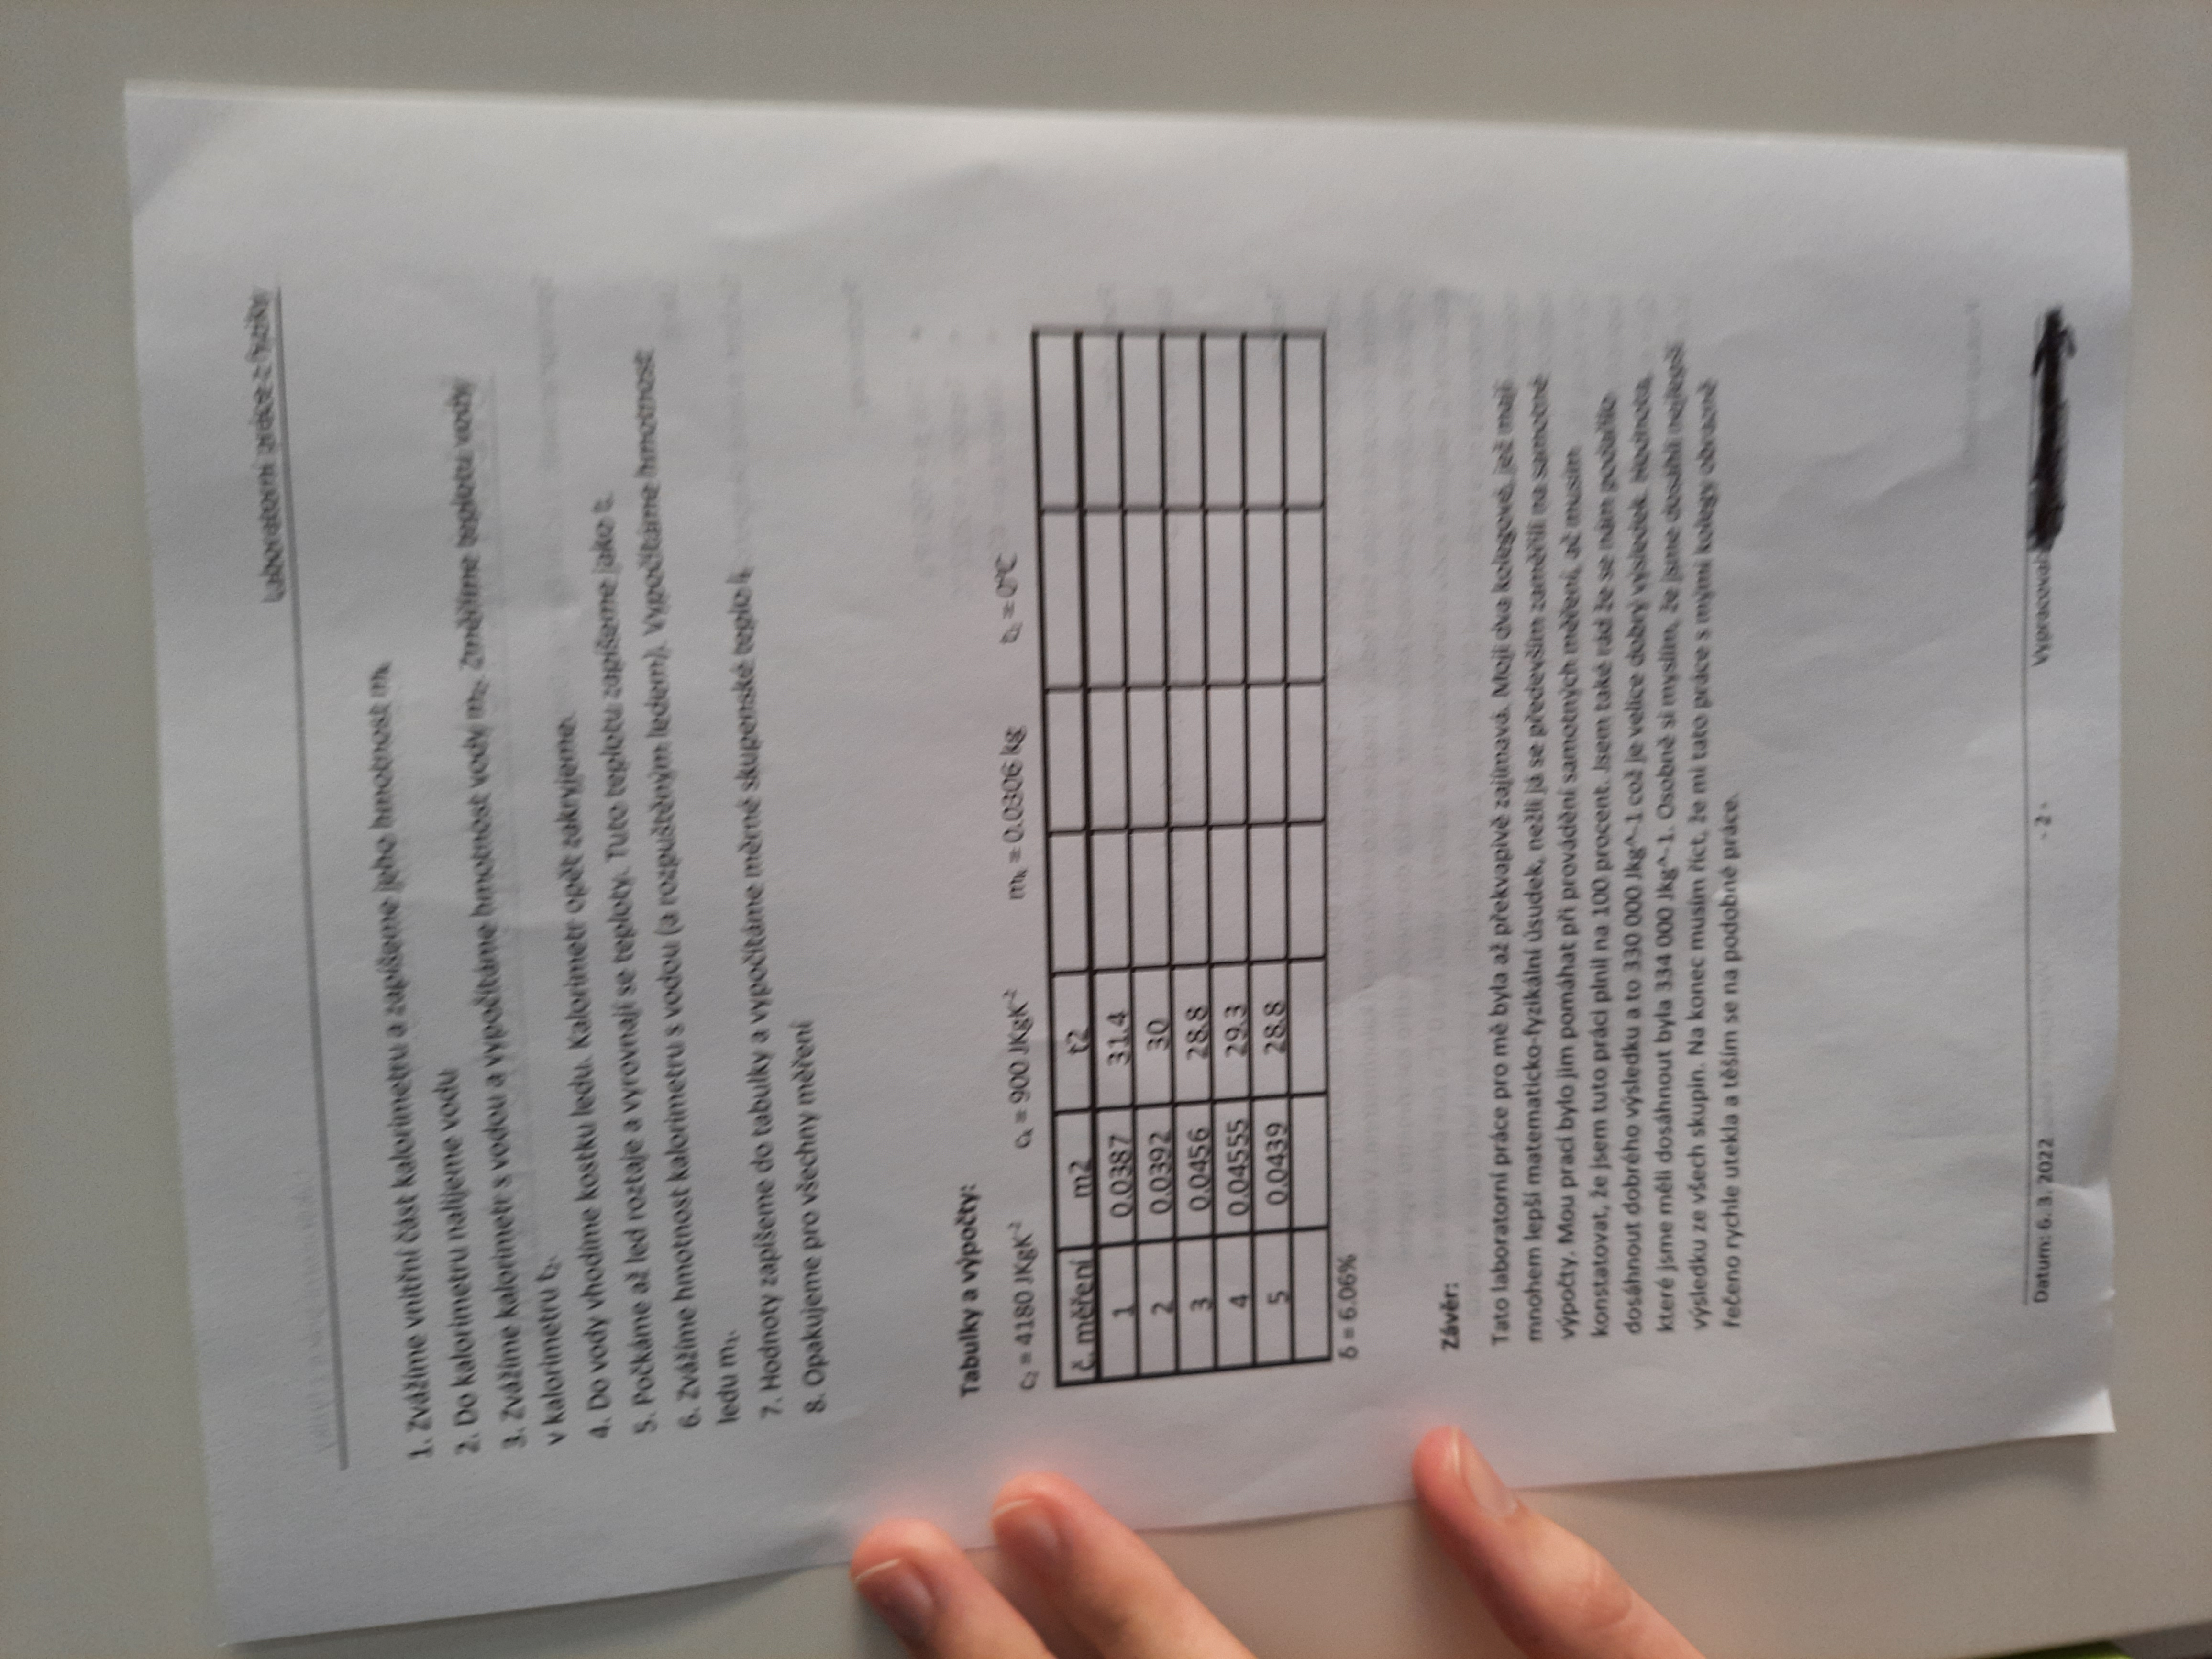 Laboratorní práce z fyziky
1. Zvážíme vnitřní část kalorimetru a zapíšeme jeho hmotnost mₖ
2. Do kalorimetru nalijeme vodu
3. Zvážíme kalorimetr s vodou a vypočítáme hmotnost vody m₂. Změříme teplotu vody
v kalorimetru t₂.
4. Do vody vhodíme kostku ledu. Kalorimetr opět zakryjeme.
5. Počkáme až led roztaje a vyrovnají se teploty. Tuto teplotu zapíšeme jako t.
6. Zvážíme hmotnost kalorimetru s vodou (a rozpuštěným ledem). Vypočítáme hmotnost
ledu m₁.
7. Hodnoty zapíšeme do tabulky a vypočítáme měrné skupenské teplo lₜ
8. Opakujeme pro všechny měření
Tabulky a výpočty:
c₂ = 4180 JKgK⁻¹ cₖ = 900 JKgK⁻¹ mₖ = 0.0306 kg t₁ = 0°C
č. měření m2 t2
1 0.0387 31.4
2 0.0392 30
3 0.0456 28.8
4 0.04555 29.3
5 0.0439 28.8
δ = 6.06%
Závěr:
Tato laboratorní práce pro mě byla až překvapivě zajímavá. Moji dva kolegové, jež mají
mnohem lepší matematicko-fyzikální úsudek, nežli já se především zaměřili na samotné
výpočty. Mou prací bylo jim pomáhat při provádění samotných měření, ač musím
konstatovat, že jsem tuto práci plnil na 100 procent. Jsem také rád že se nám podařilo
dosáhnout dobrého výsledku a to 330 000 Jkg^-1 což je velice dobrý výsledek. Hodnota,
které jsme měli dosáhnout byla 334 000 Jkg^-1. Osobně si myslím, že jsme dosáhli nejlepší
výsledku ze všech skupin. Na konec musím říct, že mi tato práce s mými kolegy obrazně
řečeno rychle utekla a těším se na podobné práce.
Datum: 6. 3. 2022 - 2 - Vypracoval: